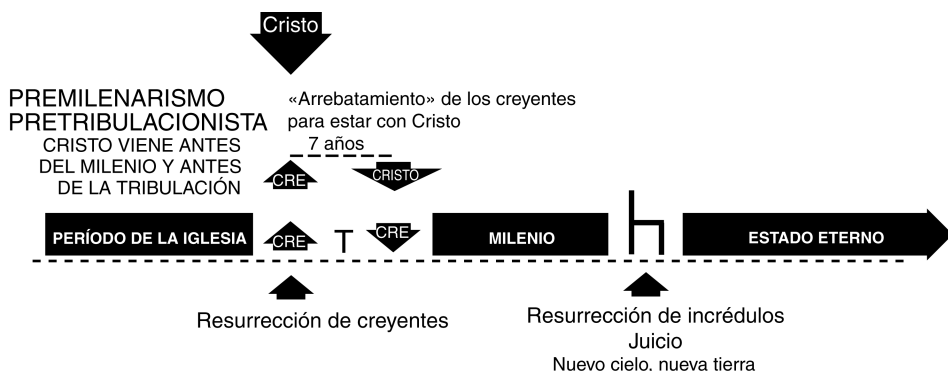 Cristo
PREMILENARISMO
PRETRIBULACIONISTA
CRISTO VIENE ANTES
DEL MILENIO Y ANTES
DE LA TRIBULACIÓN
«Arrebatamiento» de los creyentes
para estar con Cristo
7 años
CRE
CRISTO
PERÍODO DE LA IGLESIA
CRE
T
CRE
MILENIO
ESTADO ETERNO
Resurrección de creyentes
Resurrección de incrédulos
Juicio
Nuevo cielo, nueva tierra